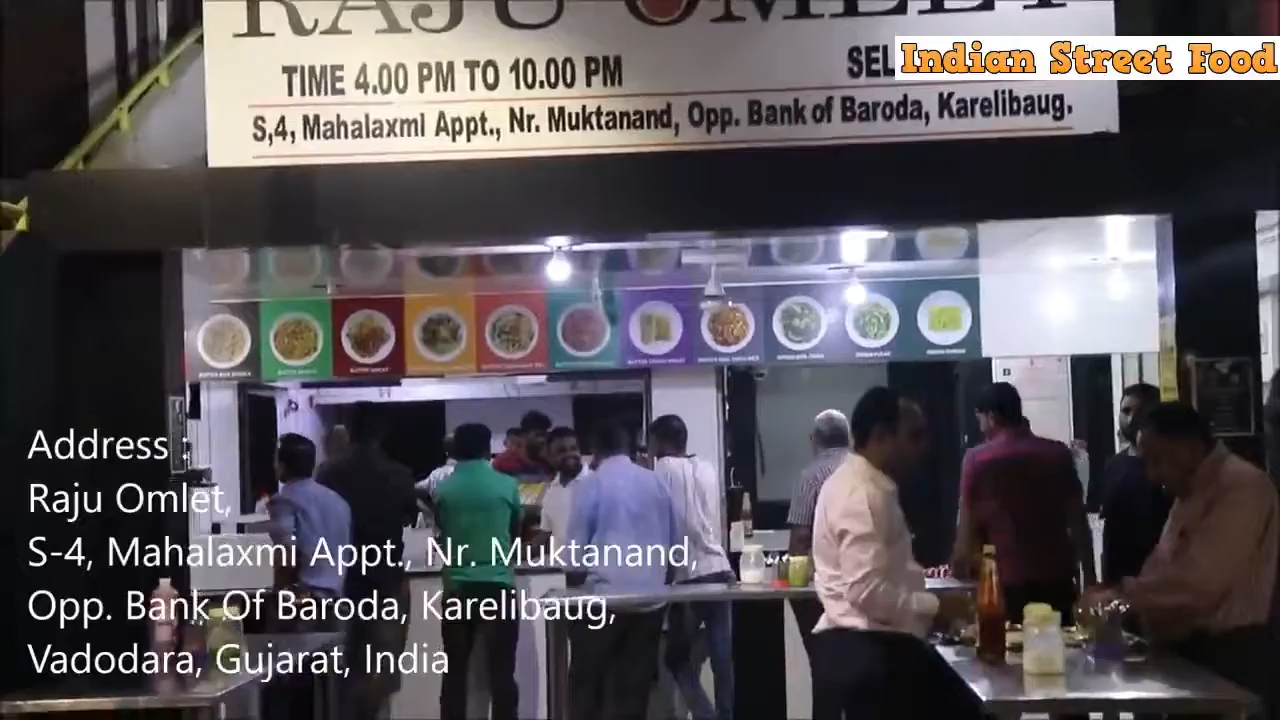 RAJU OMLET
Indian Street Food
TIME 4.00 PM TO 10.00 PM
SEL
S,4, Mahalaxmi Appt., Nr. Muktanand, Opp. Bank of Baroda, Karelibaug.
Address :
Raju Omlet,
S-4, Mahalaxmi Appt., Nr. Muktanand,
Opp. Bank Of Baroda, Karelibaug,
Vadodara, Gujarat, India